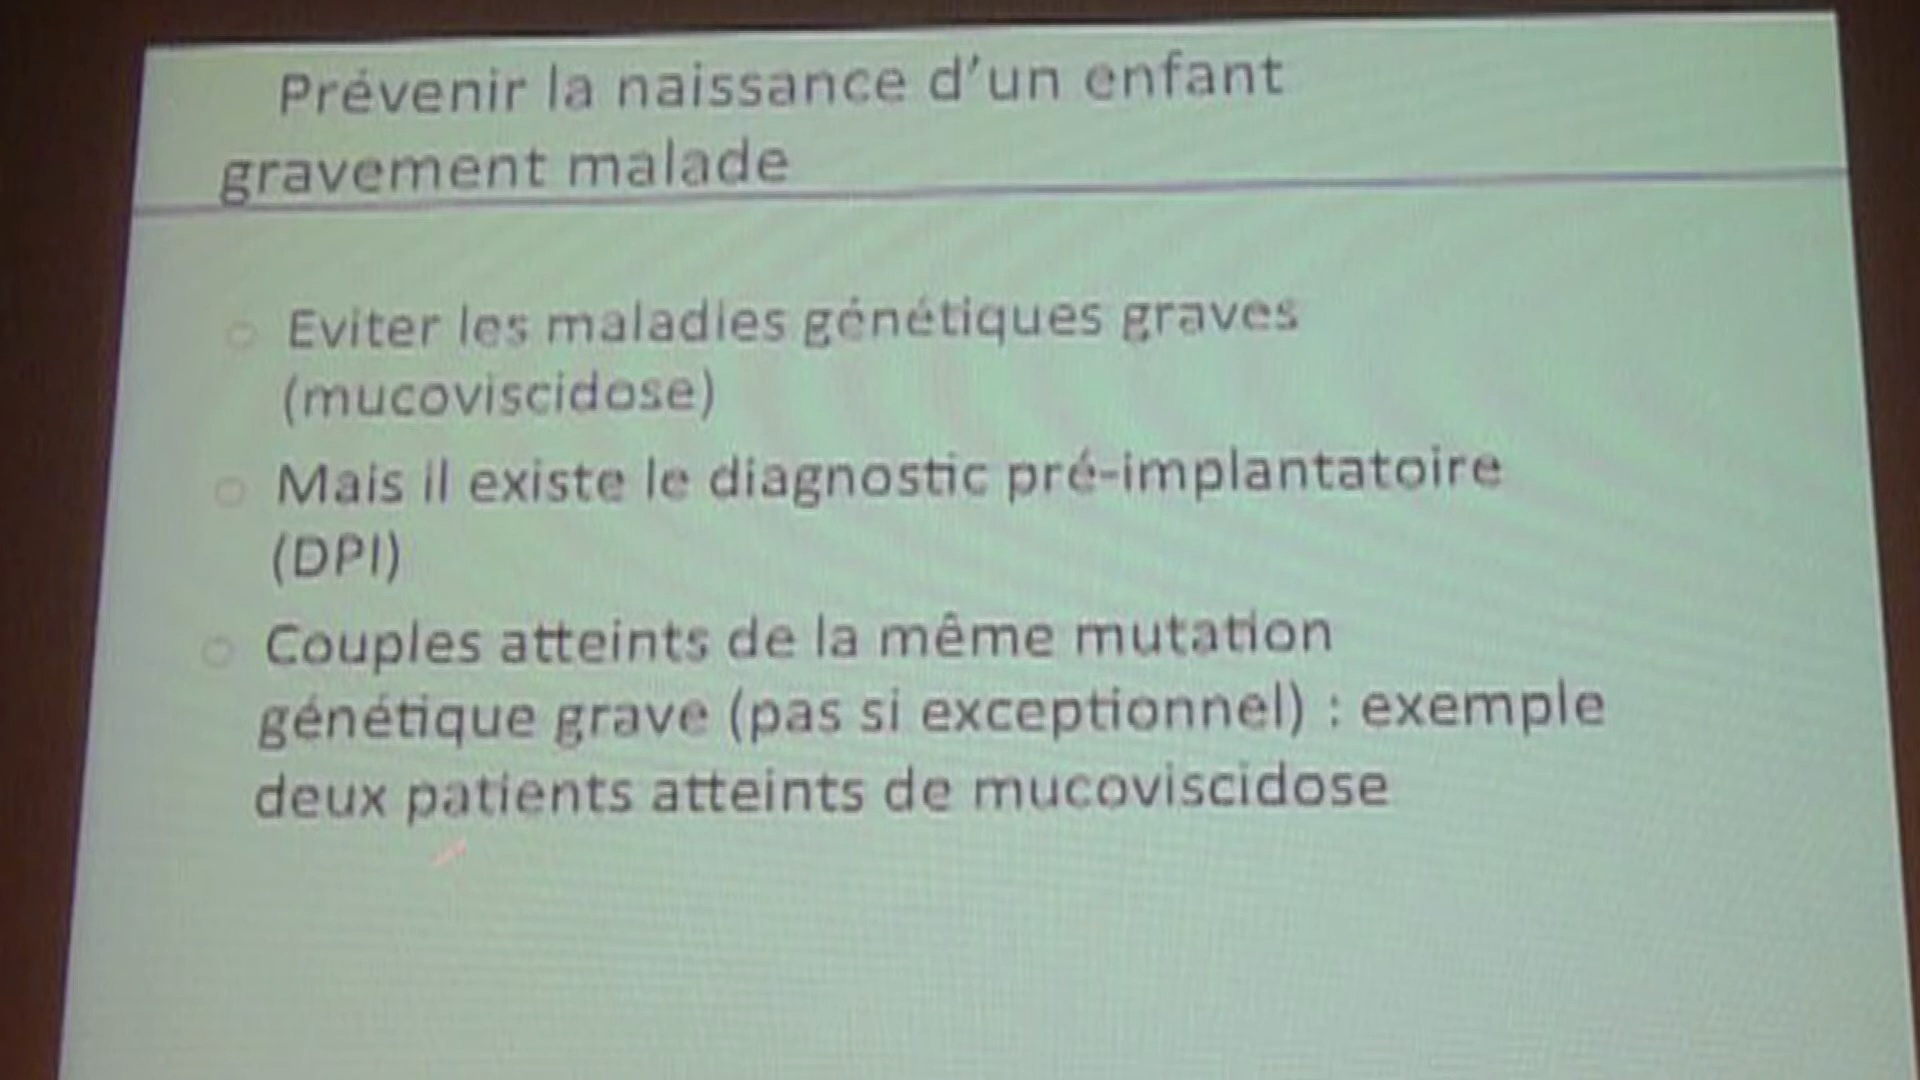 Prévenir la naissance d'un enfant
gravement malade
Eviter les maladies génétiques graves
(mucoviscidose)
Mais il existe le diagnostic pré-implantatoire
(DPI)
Couples atteints de la même mutation
génétique grave (pas si exceptionnel) : exemple
deux patients atteints de mucoviscidose